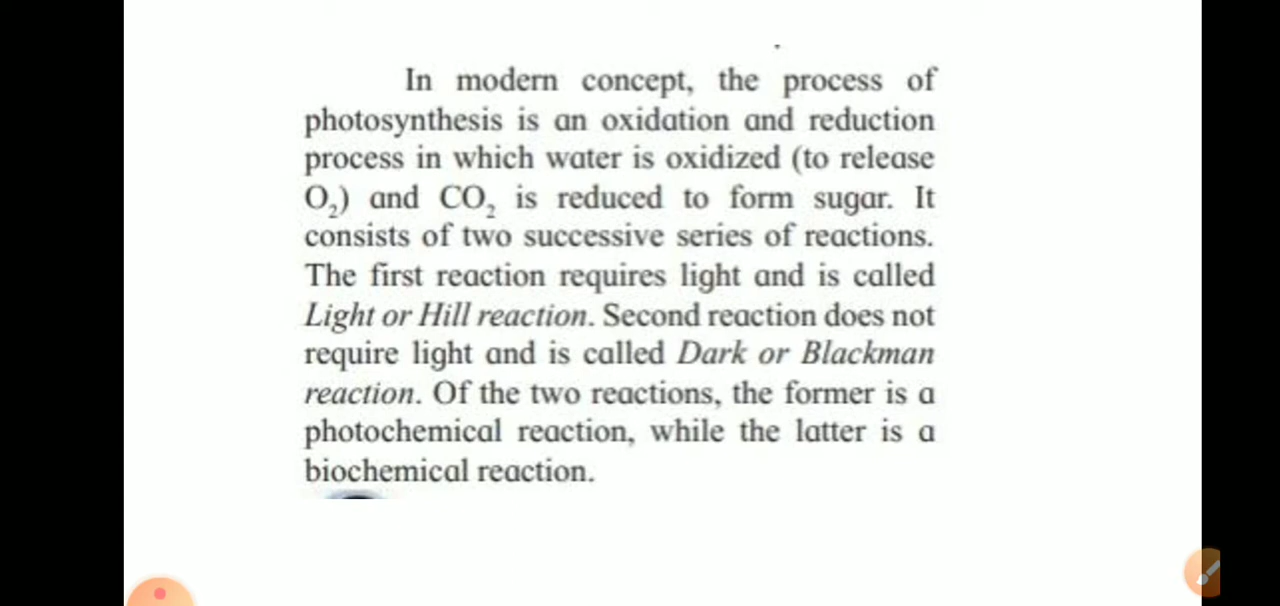 In modern concept, the process of
photosynthesis is an oxidation and reduction
process in which water is oxidized (to release
O₂) and CO₂ is reduced to form sugar. It
consists of two successive series of reactions.
The first reaction requires light and is called
Light or Hill reaction. Second reaction does not
require light and is called Dark or Blackman
reaction. Of the two reactions, the former is a
photochemical reaction, while the latter is a
biochemical reaction.